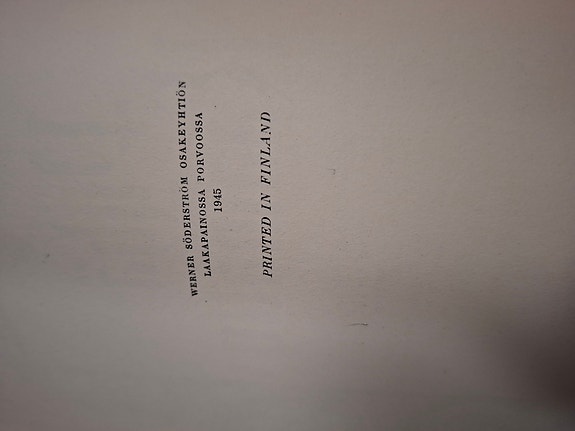 WERNER SÖDERSTRÖM OSAKEYHTIÖN
LAAKAPAINOSSA PORVOOSSA
1945
PRINTED IN FINLAND